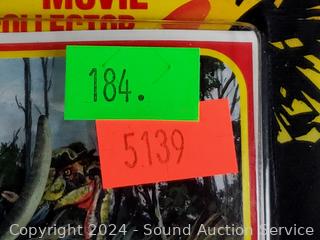 MOVIE
COLLECTOR
184.
5139
Copyright 2024 - Sound Auction Service